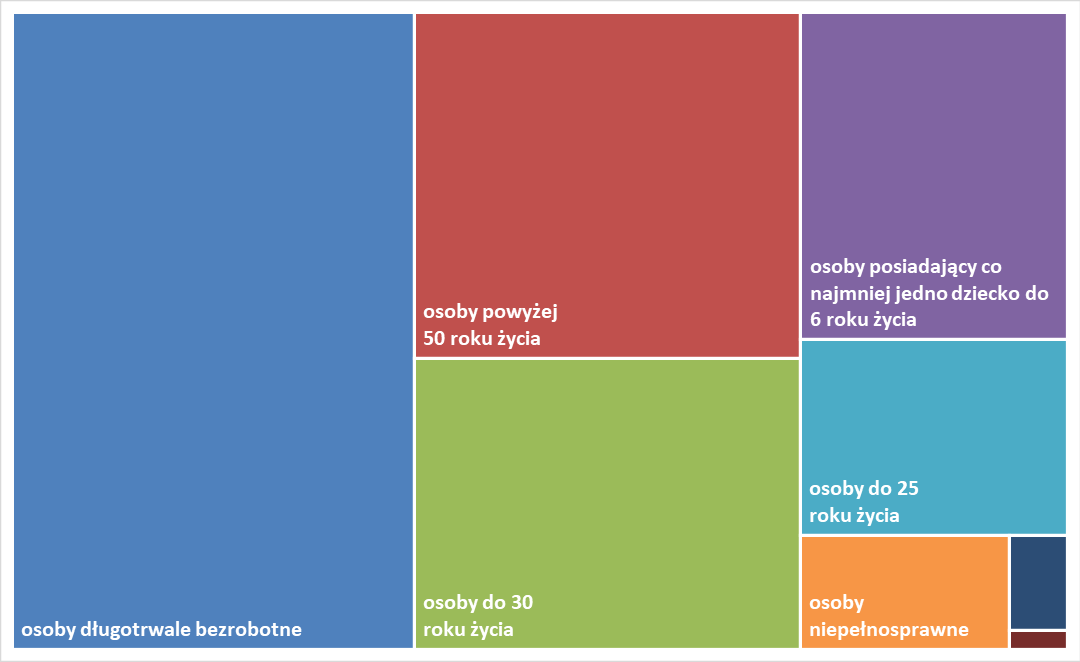 osoby długotrwale bezrobotne
osoby powyżej
50 roku życia
osoby do 30
roku życia
osoby posiadający co
najmniej jedno dziecko do
6 roku życia
osoby do 25
roku życia
osoby
niepełnosprawne